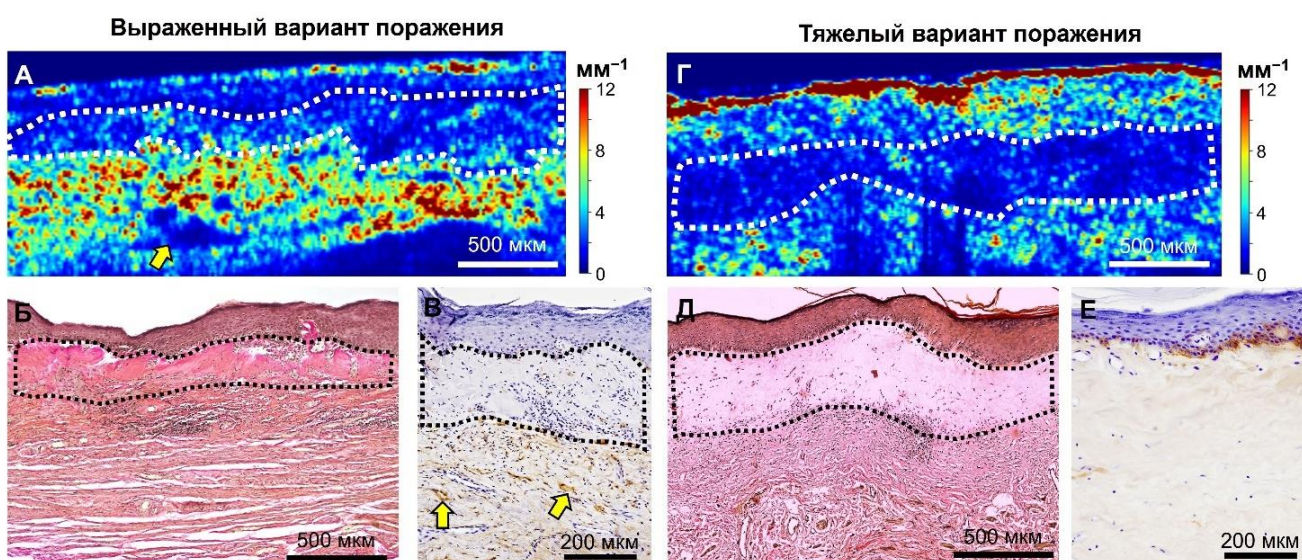 Выраженный вариант поражения
Тяжелый вариант поражения
А
мм⁻¹
12
8
4
0
500 мкм
Г
мм⁻¹
12
8
4
0
500 мкм
Б
500 мкм
В
200 мкм
Д
500 мкм
Е
200 мкм